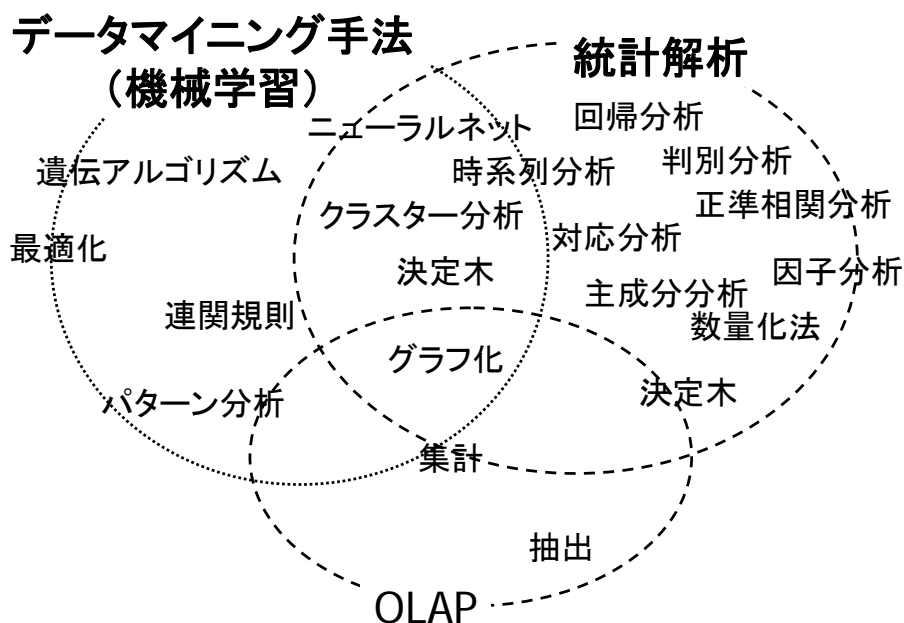 データマイニング手法
（機械学習）
統計解析
ニューラルネット
回帰分析
遺伝アルゴリズム
時系列分析
判別分析
クラスター分析
正準相関分析
最適化
対応分析
決定木
因子分析
主成分分析
連関規則
数量化法
グラフ化
パターン分析
決定木
集計
抽出
OLAP